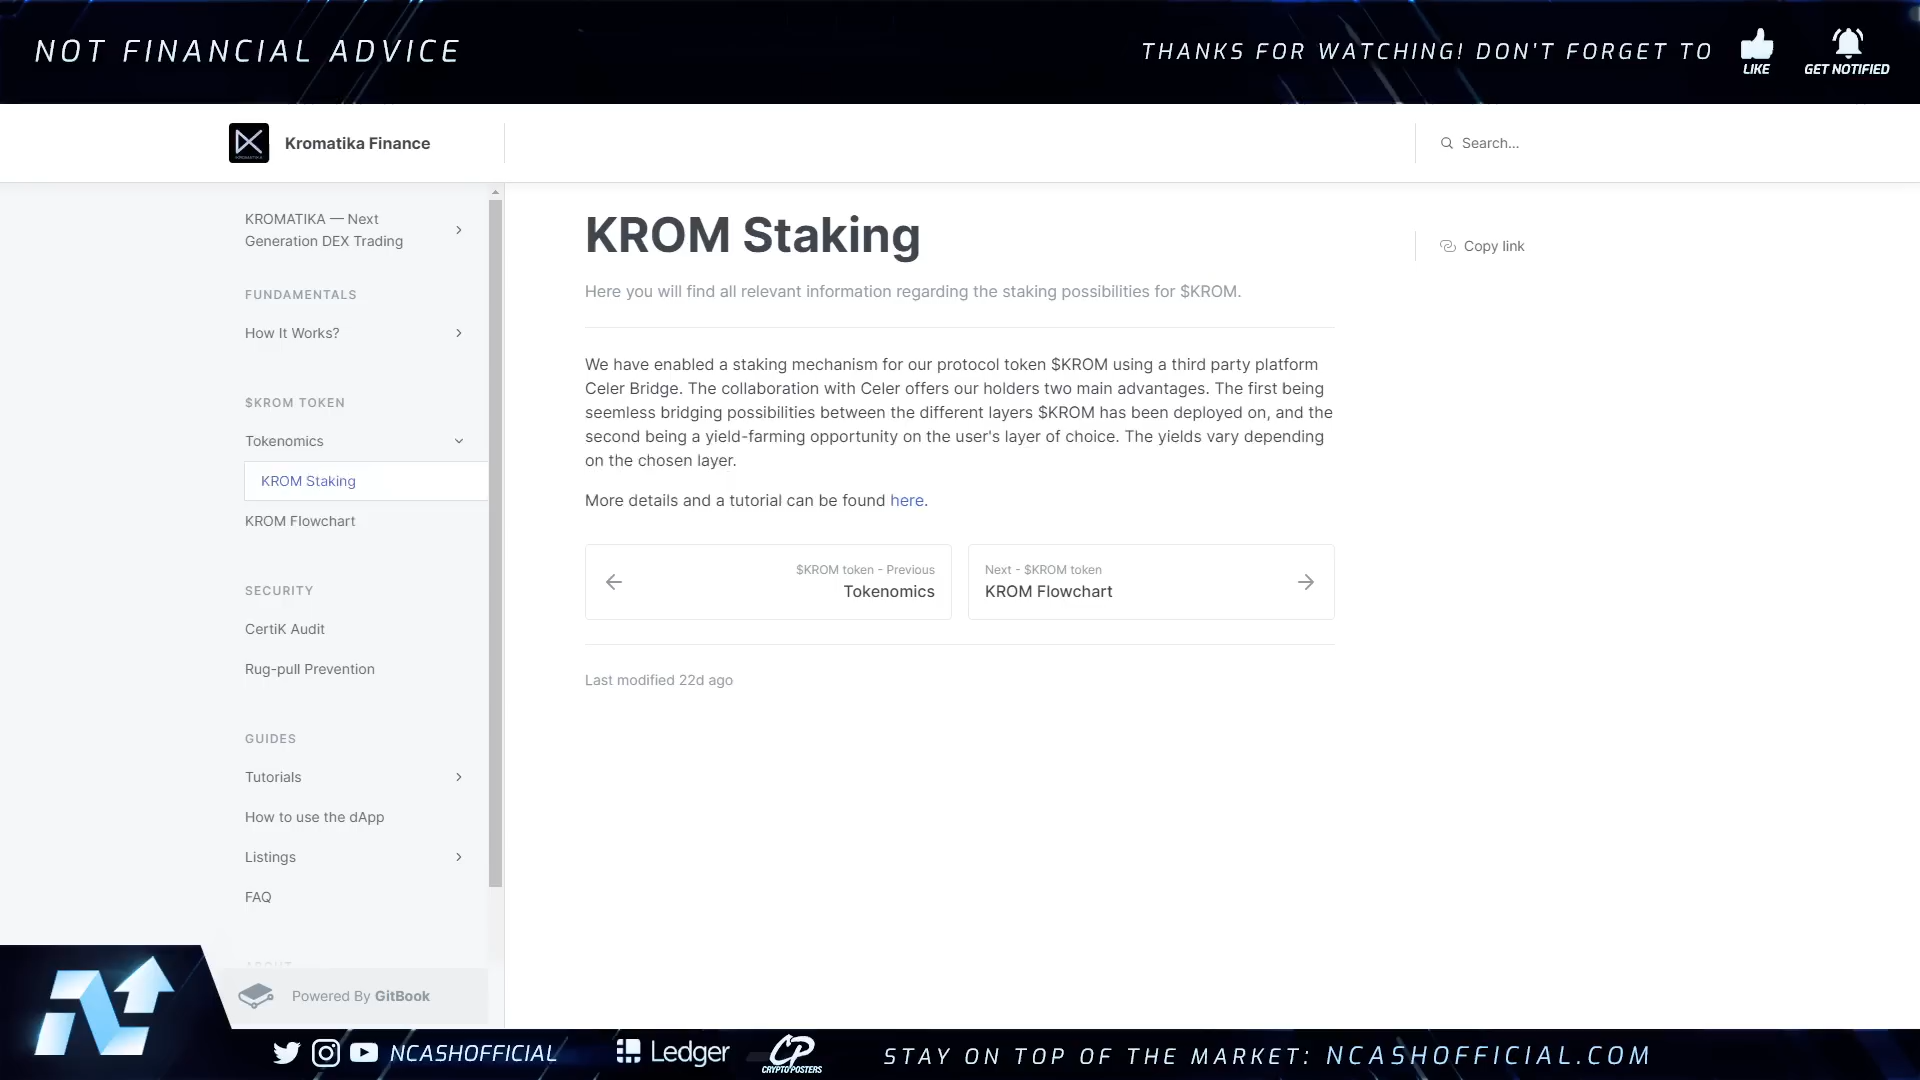 NOT FINANCIAL ADVICE
THANKS FOR WATCHING! DON'T FORGET TO
LIKE
GET NOTIFIED
Kromatika Finance
Search...
KROMATIKA — Next
Generation DEX Trading
FUNDAMENTALS
How It Works?
$KROM TOKEN
Tokenomics
KROM Staking
KROM Flowchart
SECURITY
CertiK Audit
Rug-pull Prevention
GUIDES
Tutorials
How to use the dApp
Listings
FAQ
ABOUT
Powered By GitBook
KROM Staking
Copy link
Here you will find all relevant information regarding the staking possibilities for $KROM.
We have enabled a staking mechanism for our protocol token $KROM using a third party platform
Celer Bridge. The collaboration with Celer offers our holders two main advantages. The first being
seemless bridging possibilities between the different layers $KROM has been deployed on, and the
second being a yield-farming opportunity on the user's layer of choice. The yields vary depending
on the chosen layer.
More details and a tutorial can be found here.
$KROM token - Previous
Tokenomics
Next - $KROM token
KROM Flowchart
Last modified 22d ago
NCASHOFFICIAL
Ledger
CP
CRYPTO POSTERS
STAY ON TOP OF THE MARKET: NCASHOFFICIAL.COM